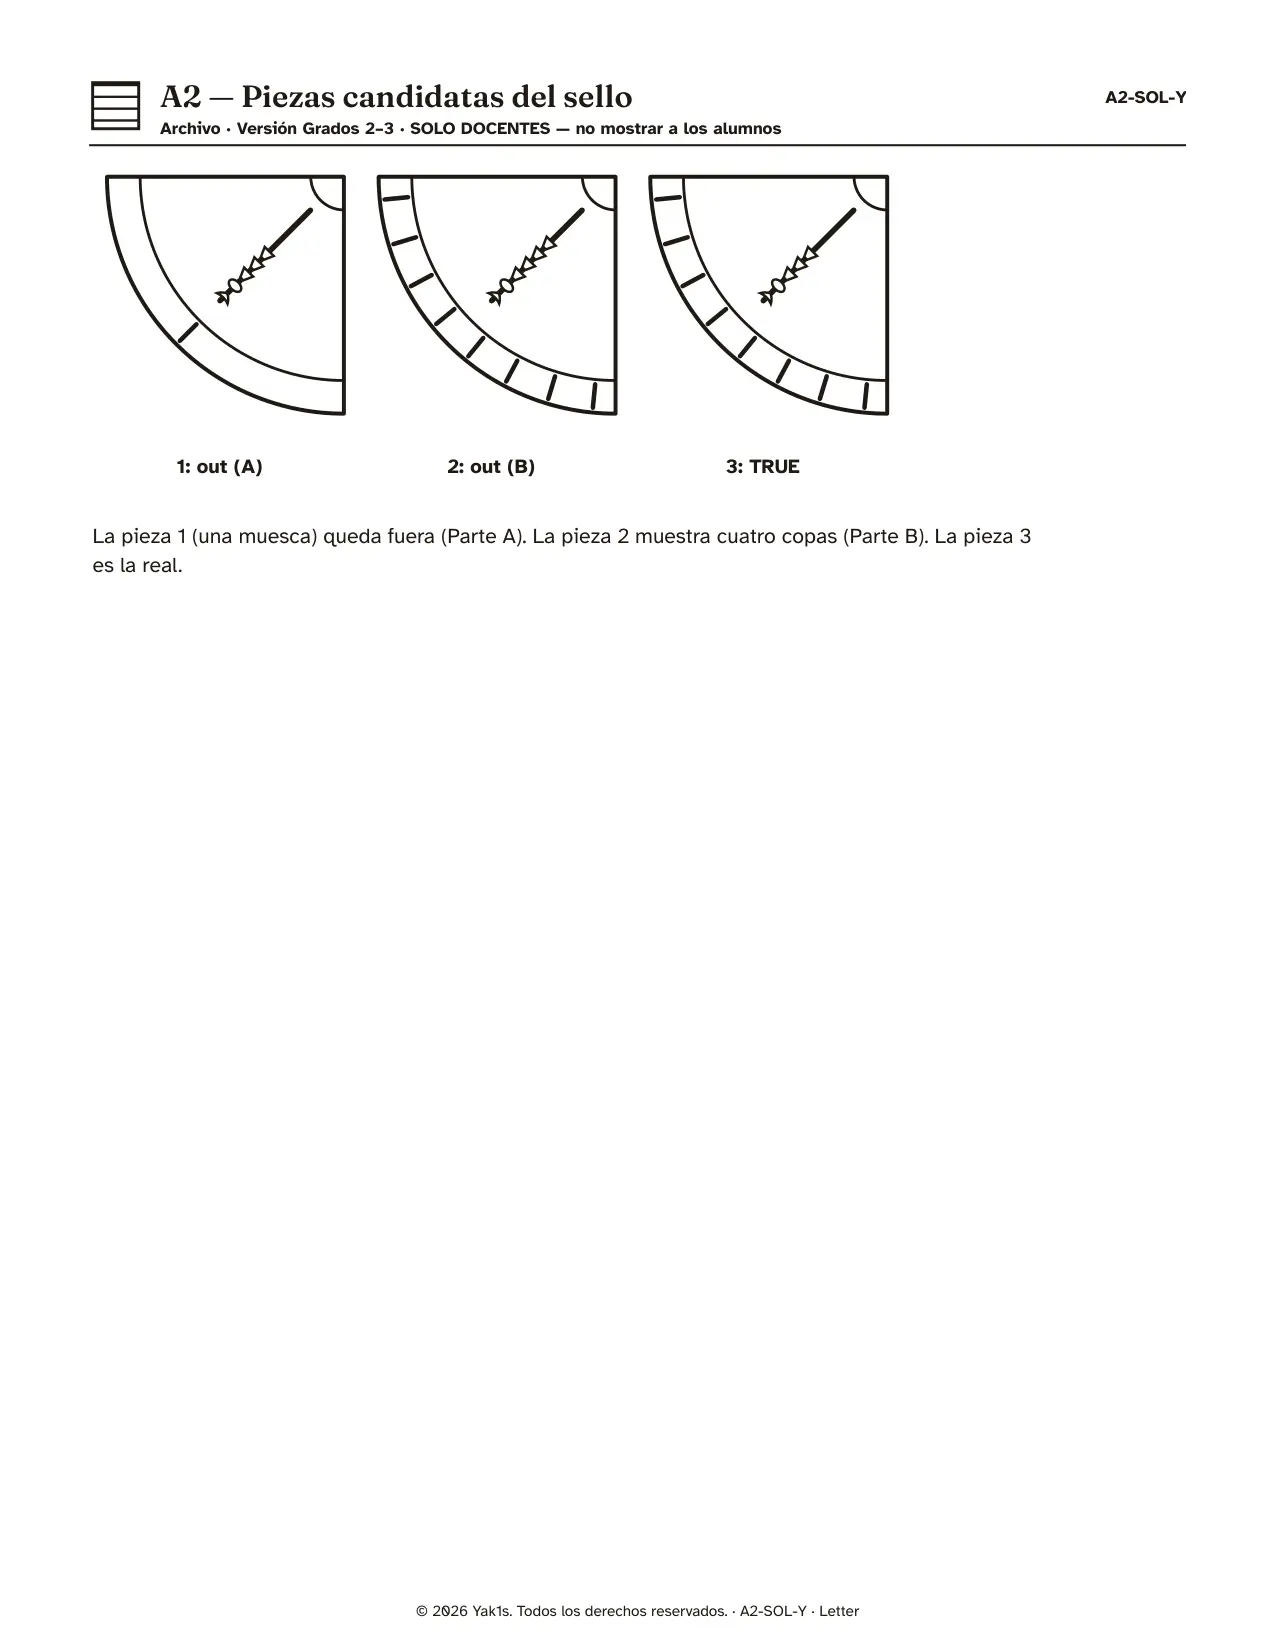 A2 — Piezas candidatas del sello
A2-SOL-Y
Archivo · Versión Grados 2–3 · SOLO DOCENTES — no mostrar a los alumnos
1: out (A)
2: out (B)
3: TRUE
La pieza 1 (una muesca) queda fuera (Parte A). La pieza 2 muestra cuatro copas (Parte B). La pieza 3
es la real.
© 2026 Yak1s. Todos los derechos reservados. · A2-SOL-Y · Letter